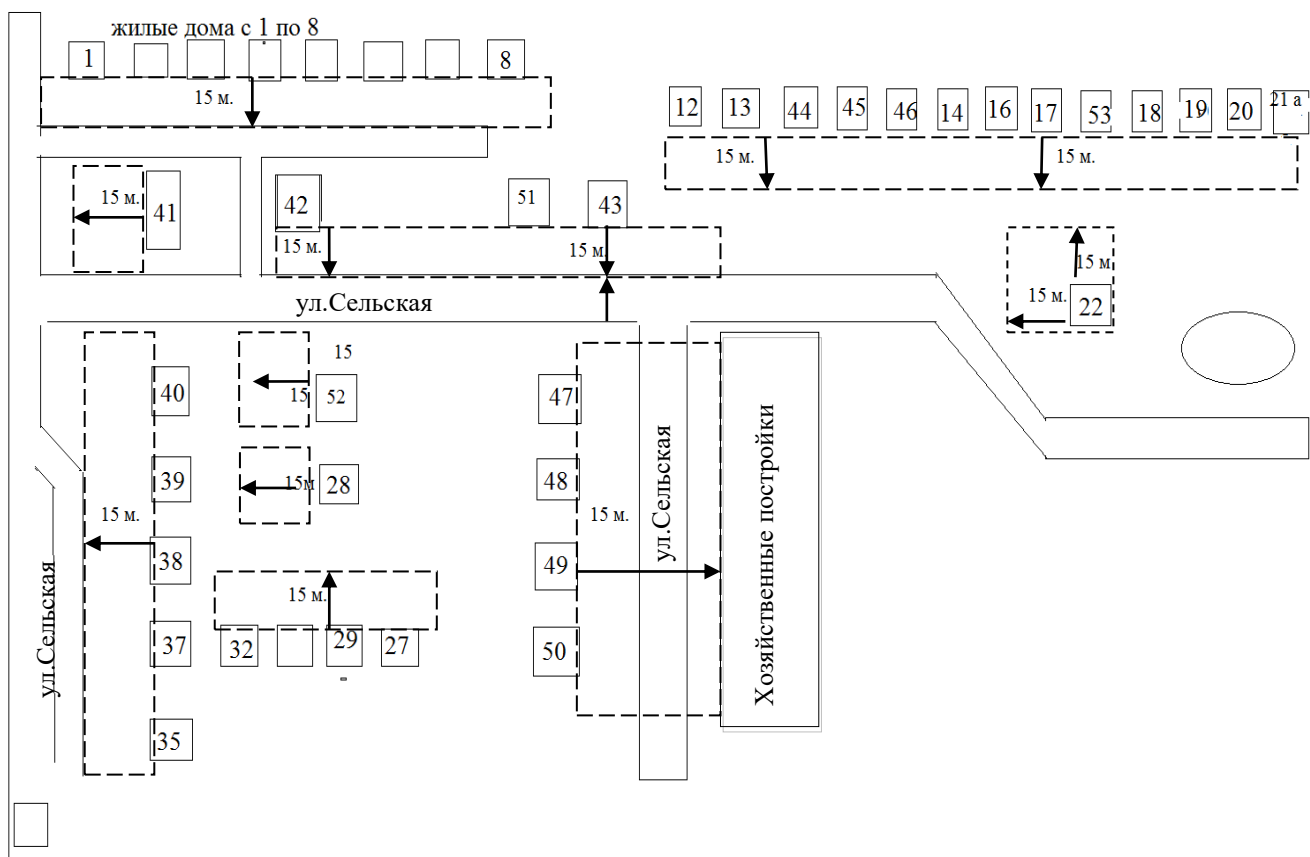 жилые дома с 1 по 8
1
8
15 м.
12
13
44
45
46
14
16
17
53
18
19
20
21 а
15 м.
15 м.
41
15 м.
42
51
43
15 м.
15 м.
ул.Сельская
15 м
15 м.
22
40
39
38
37
35
15 м.
ул.Сельская
15
15
52
15м
28
15 м.
32
29
27
47
48
49
50
15 м.
ул.Сельская
Хозяйственные постройки